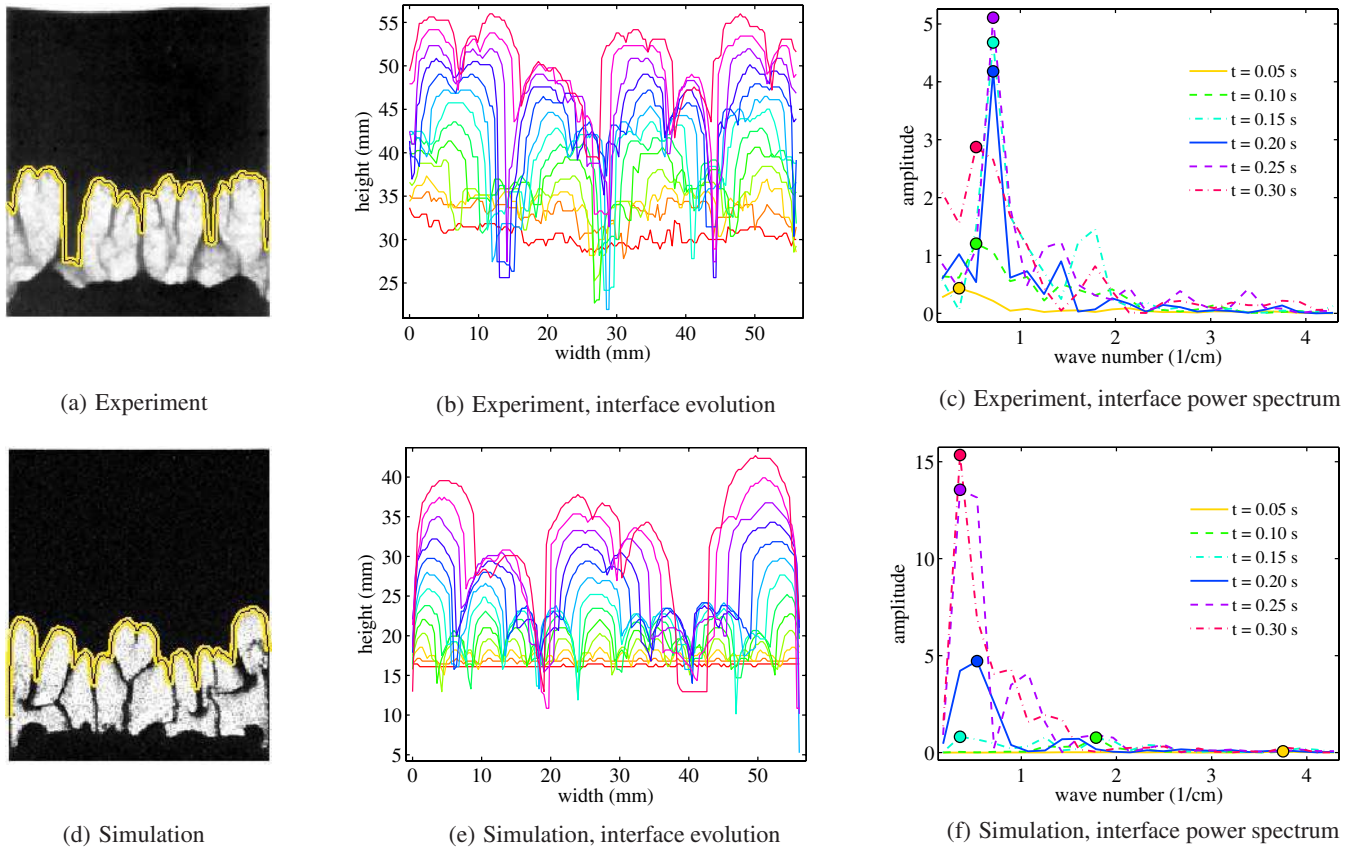 55
50
45
40
35
30
25
height (mm)
0 10 20 30 40 50
width (mm)
5
4
3
2
1
0
amplitude
t = 0.05 s
t = 0.10 s
t = 0.15 s
t = 0.20 s
t = 0.25 s
t = 0.30 s
1 2 3 4
wave number (1/cm)
(a) Experiment
(b) Experiment, interface evolution
(c) Experiment, interface power spectrum
40
35
30
25
20
15
10
5
height (mm)
0 10 20 30 40 50
width (mm)
15
10
5
0
amplitude
t = 0.05 s
t = 0.10 s
t = 0.15 s
t = 0.20 s
t = 0.25 s
t = 0.30 s
1 2 3 4
wave number (1/cm)
(d) Simulation
(e) Simulation, interface evolution
(f) Simulation, interface power spectrum